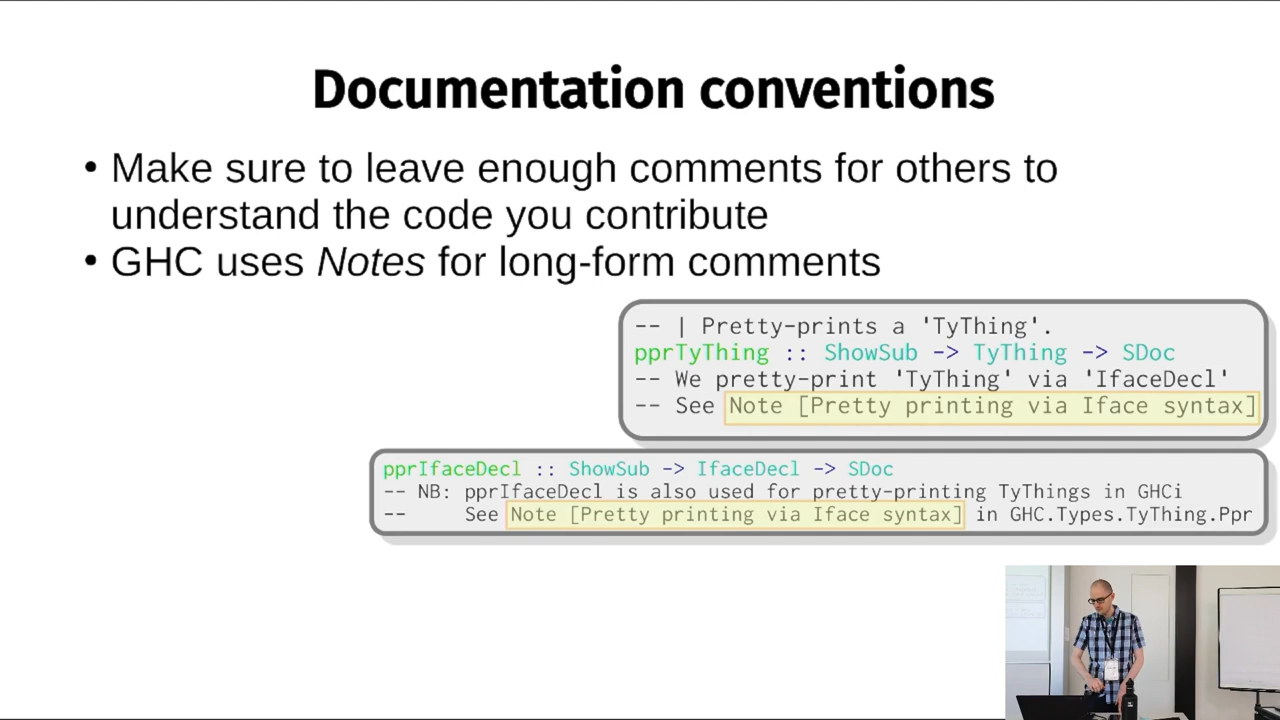 Documentation conventions
• Make sure to leave enough comments for others to
understand the code you contribute
• GHC uses Notes for long-form comments
-- | Pretty-prints a 'TyThing'.
pprTyThing :: ShowSub -> TyThing -> SDoc
-- We pretty-print 'TyThing' via 'IfaceDecl'
-- See Note [Pretty printing via Iface syntax]
pprIfaceDecl :: ShowSub -> IfaceDecl -> SDoc
-- NB: pprIfaceDecl is also used for pretty-printing TyThings in GHCi
--     See Note [Pretty printing via Iface syntax] in GHC.Types.TyThing.Ppr